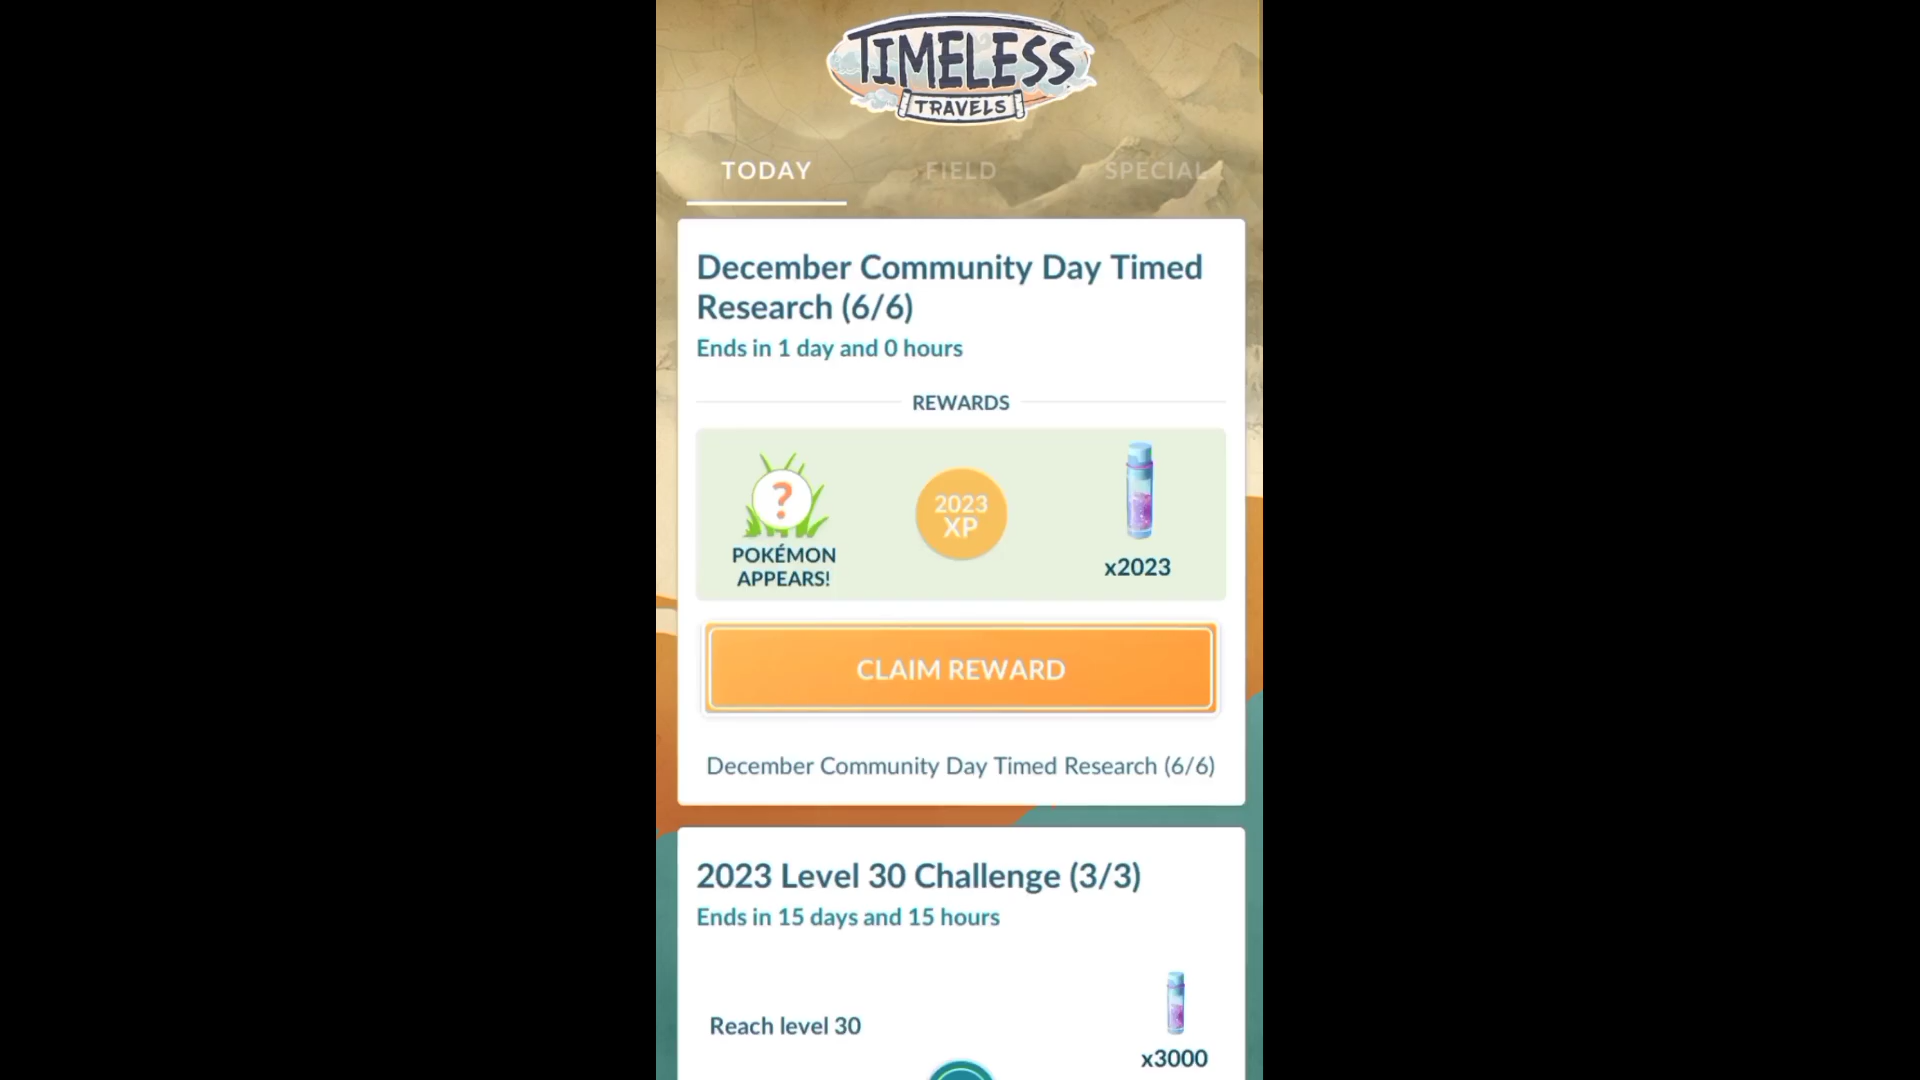 TIMELESS
TRAVELS
TODAY
FIELD
SPECIAL
December Community Day Timed
Research (6/6)
Ends in 1 day and 0 hours
REWARDS
?
POKÉMON
APPEARS!
2023
XP
x2023
CLAIM REWARD
December Community Day Timed Research (6/6)
2023 Level 30 Challenge (3/3)
Ends in 15 days and 15 hours
Reach level 30
x3000